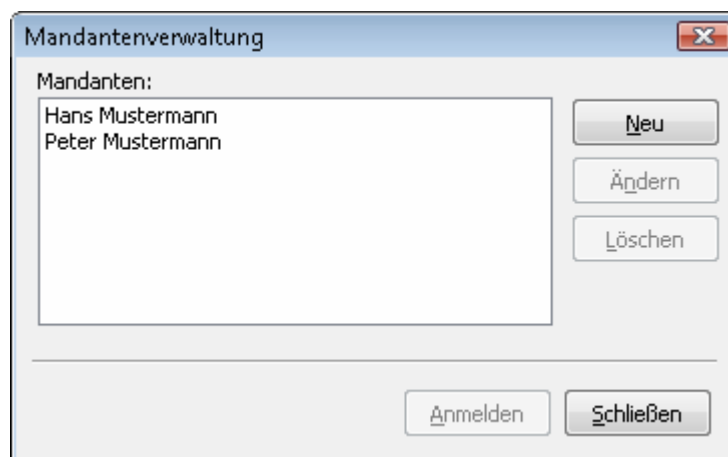 Mandantenverwaltung
Mandanten:
Hans Mustermann
Peter Mustermann
Neu
Ändern
Löschen
Anmelden
Schließen